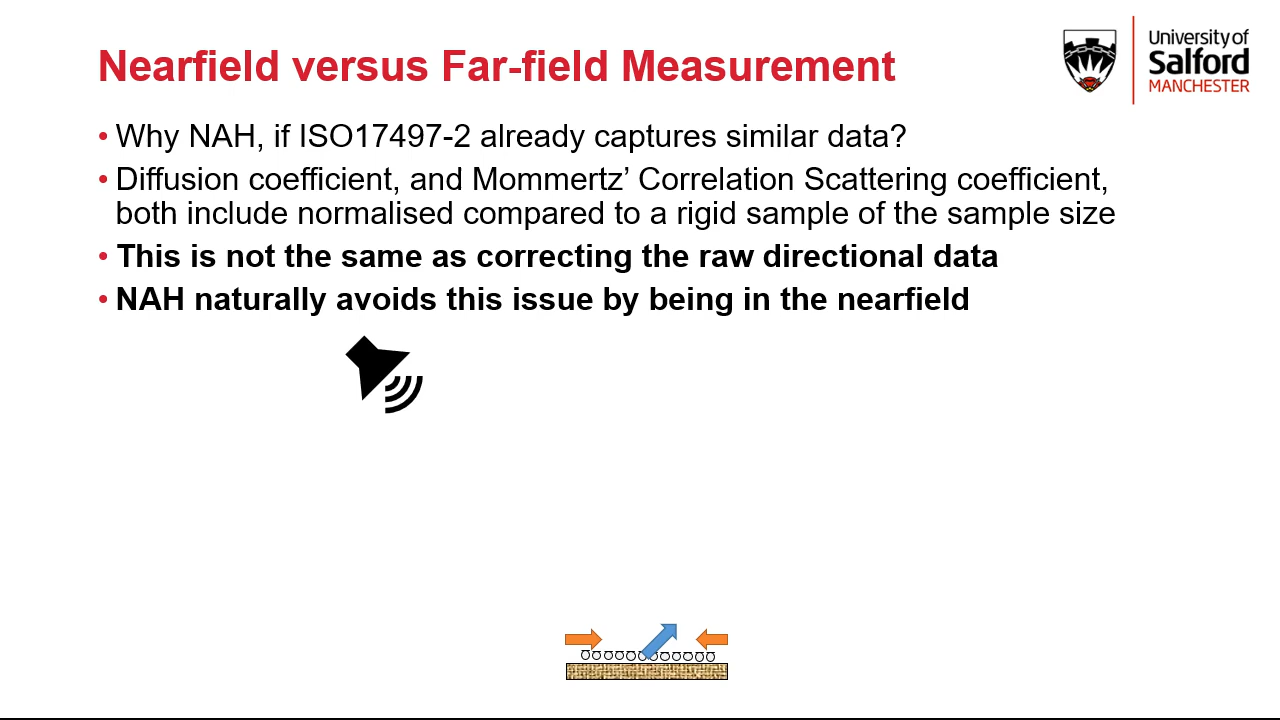 Nearfield versus Far-field Measurement
University of
Salford
MANCHESTER
• Why NAH, if ISO17497-2 already captures similar data?
• Diffusion coefficient, and Mommertz’ Correlation Scattering coefficient,
both include normalised compared to a rigid sample of the sample size
• This is not the same as correcting the raw directional data
• NAH naturally avoids this issue by being in the nearfield